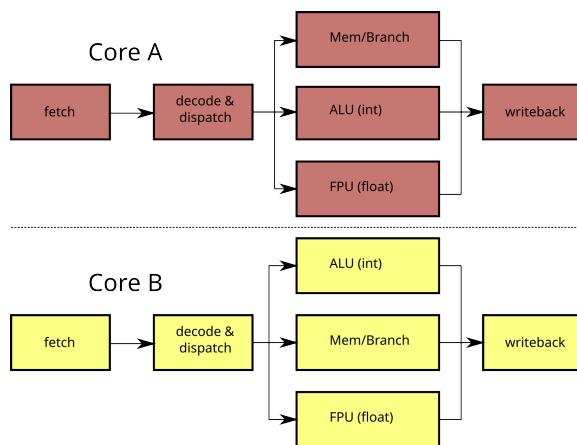 Core A
fetch
decode &
dispatch
Mem/Branch
ALU (int)
FPU (float)
writeback
Core B
fetch
decode &
dispatch
ALU (int)
Mem/Branch
FPU (float)
writeback